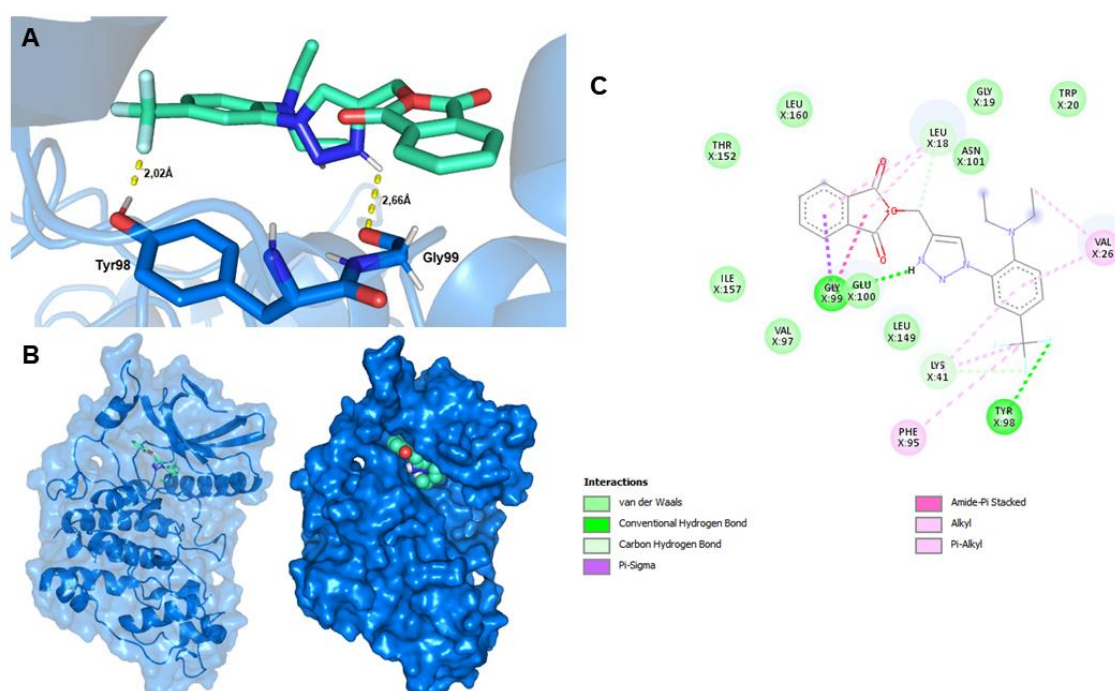 A
2,02Å
2,66Å
Tyr98
Gly99
B
C
LEU
X:160
GLY
X:19
TRP
X:20
LEU
X:18
THR
X:152
ASN
X:101
O
O
O
N
VAL
X:26
H
N
N
N
ILE
X:157
GLY
X:99
GLU
X:100
VAL
X:97
LEU
X:149
LYS
X:41
TYR
X:98
PHE
X:95
Interactions
van der Waals
Conventional Hydrogen Bond
Carbon Hydrogen Bond
Pi-Sigma
Amide-Pi Stacked
Alkyl
Pi-Alkyl